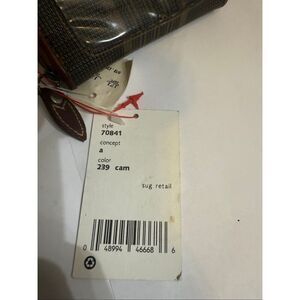 style
70841
concept
a
color
239 cam
sug. retail
0 48994 46668 6